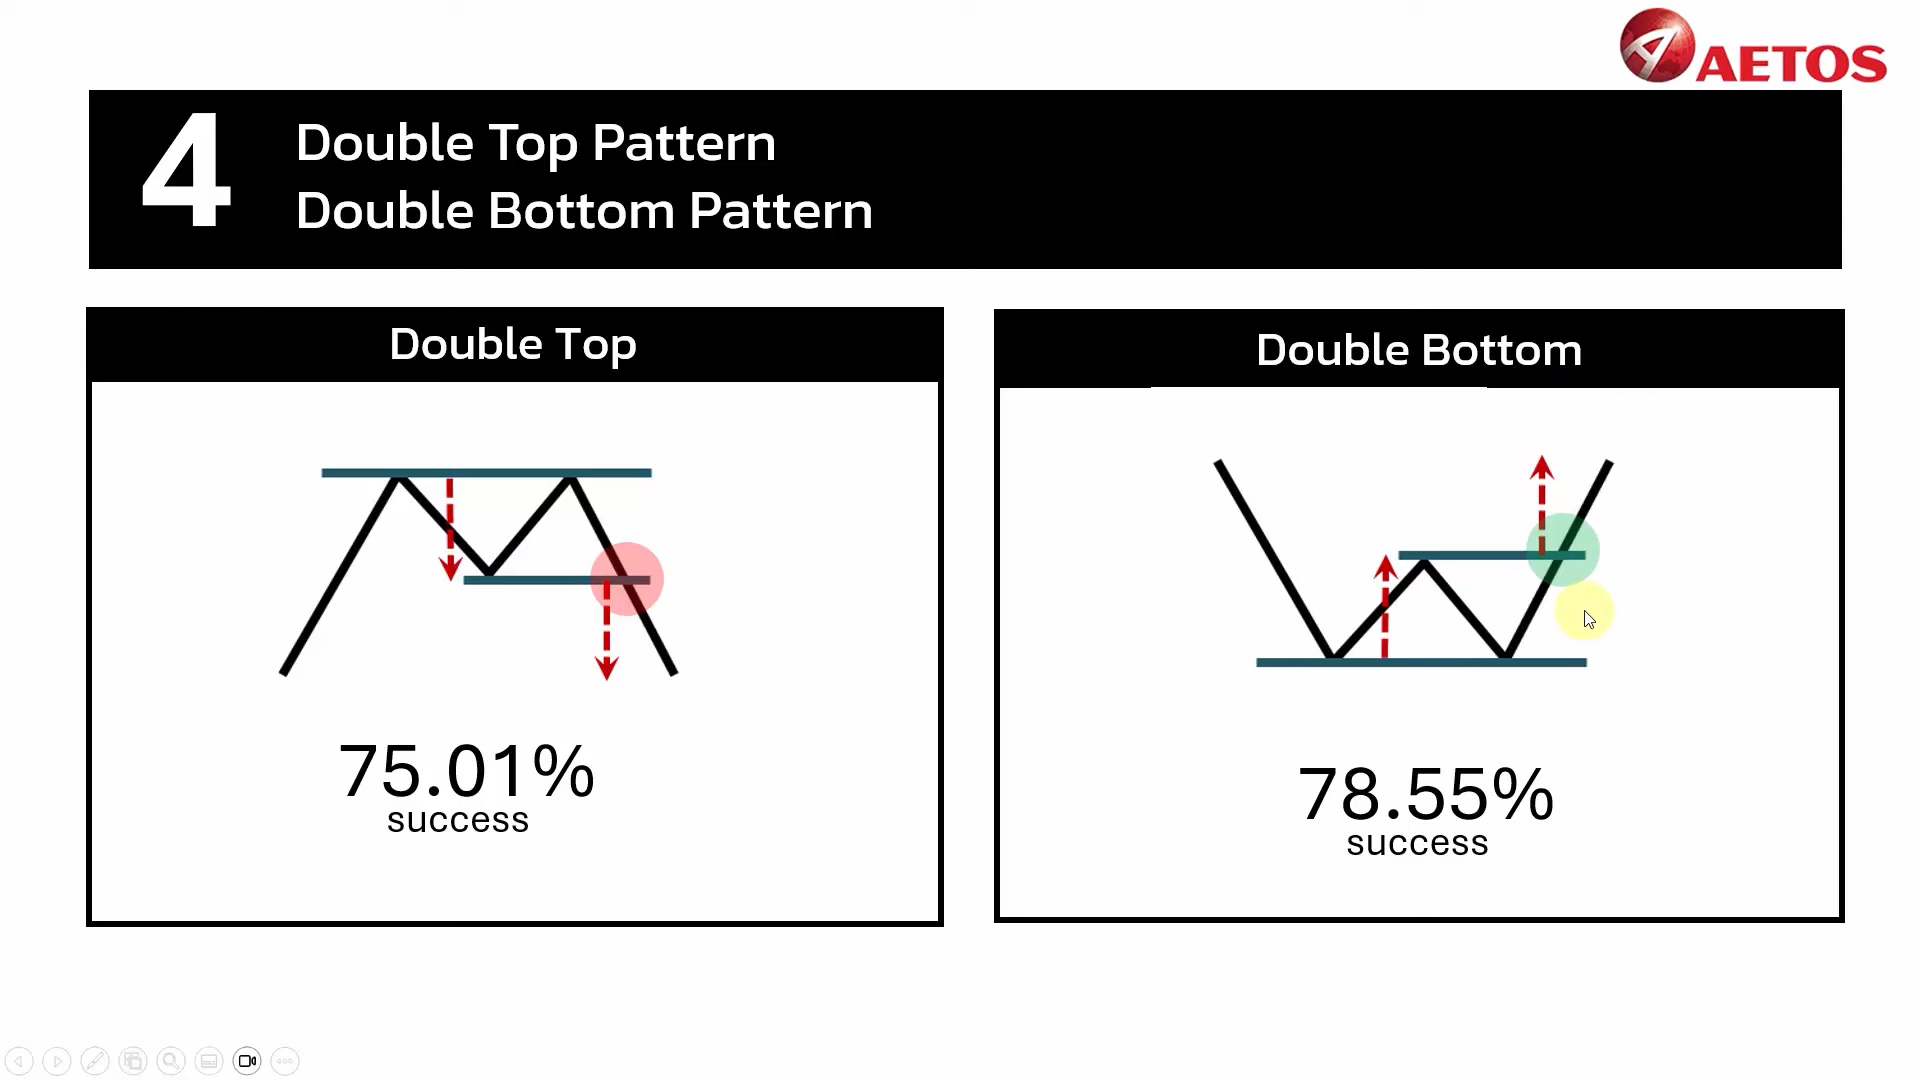 AETOS
4
Double Top Pattern
Double Bottom Pattern
Double Top
75.01%
success
Double Bottom
78.55%
success